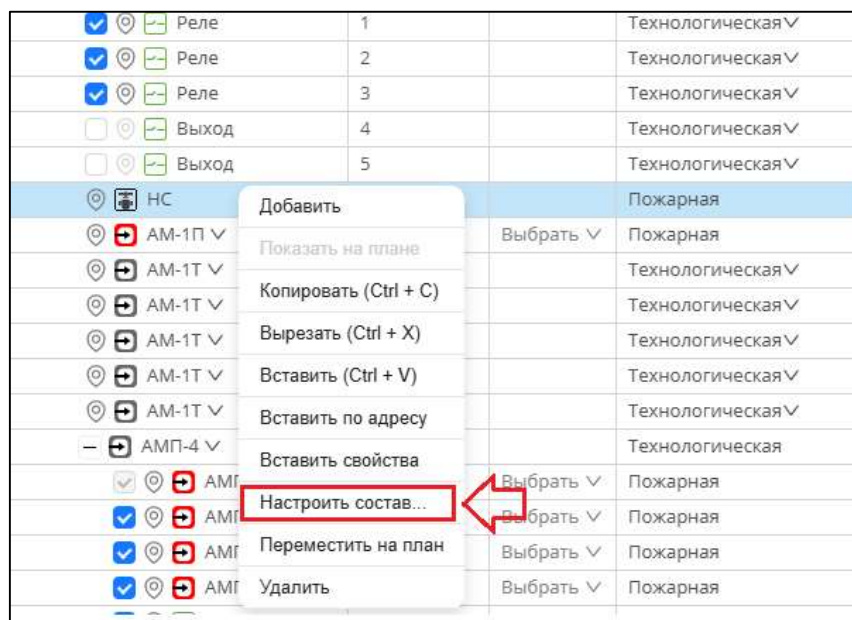 Реле 1 Технологическая
Реле 2 Технологическая
Реле 3 Технологическая
Выход 4 Технологическая
Выход 5 Технологическая
НС Пожарная
АМ-1П Выбрать Пожарная
АМ-1Т Технологическая
АМ-1Т Технологическая
АМ-1Т Технологическая
АМ-1Т Технологическая
АМ-1Т Технологическая
АМП-4 Технологическая
Выбрать Пожарная
Выбрать Пожарная
Выбрать Пожарная
Выбрать Пожарная
Добавить
Показать на плане
Копировать (Ctrl + C)
Вырезать (Ctrl + X)
Вставить (Ctrl + V)
Вставить по адресу
Вставить свойства
Настроить состав...
Переместить на план
Удалить